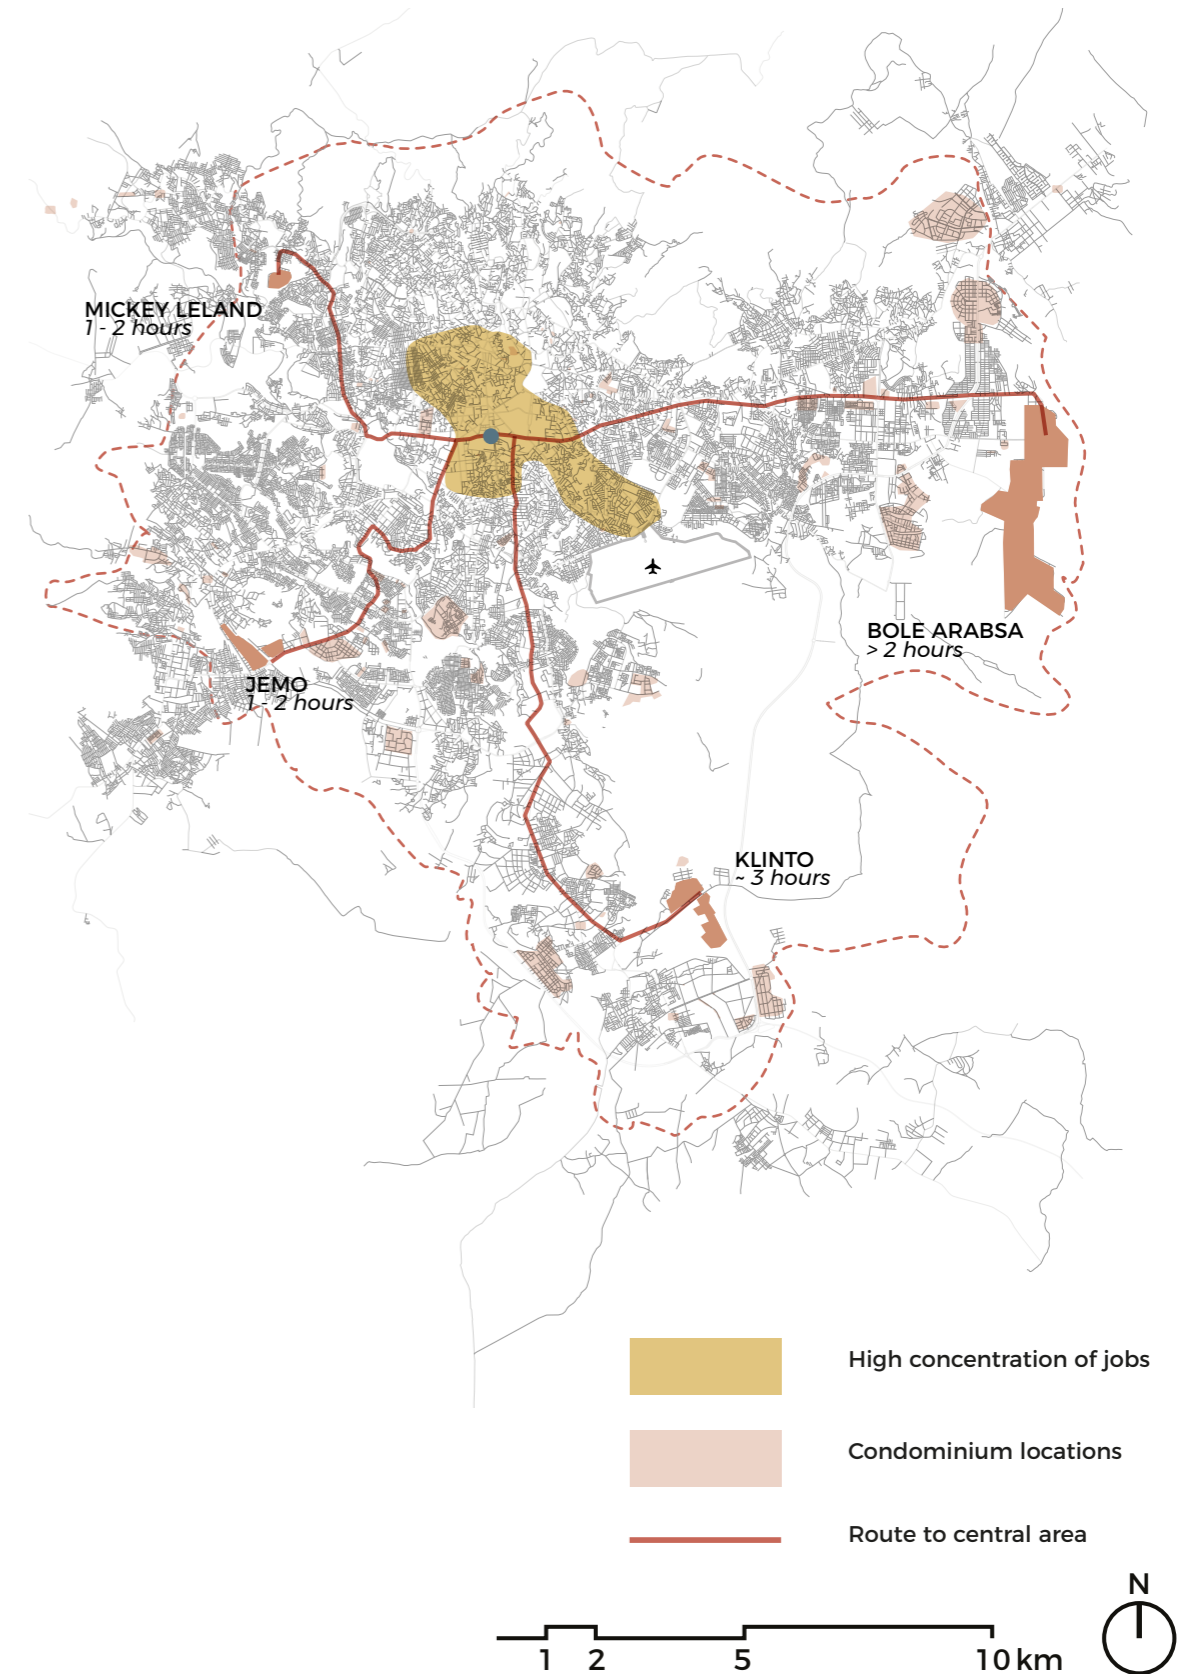 MICKEY LELAND
1 - 2 hours
BOLE ARABSA
> 2 hours
JEMO
1 - 2 hours
KLINTO
~ 3 hours
High concentration of jobs
Condominium locations
Route to central area
N
1 2 5 10 km